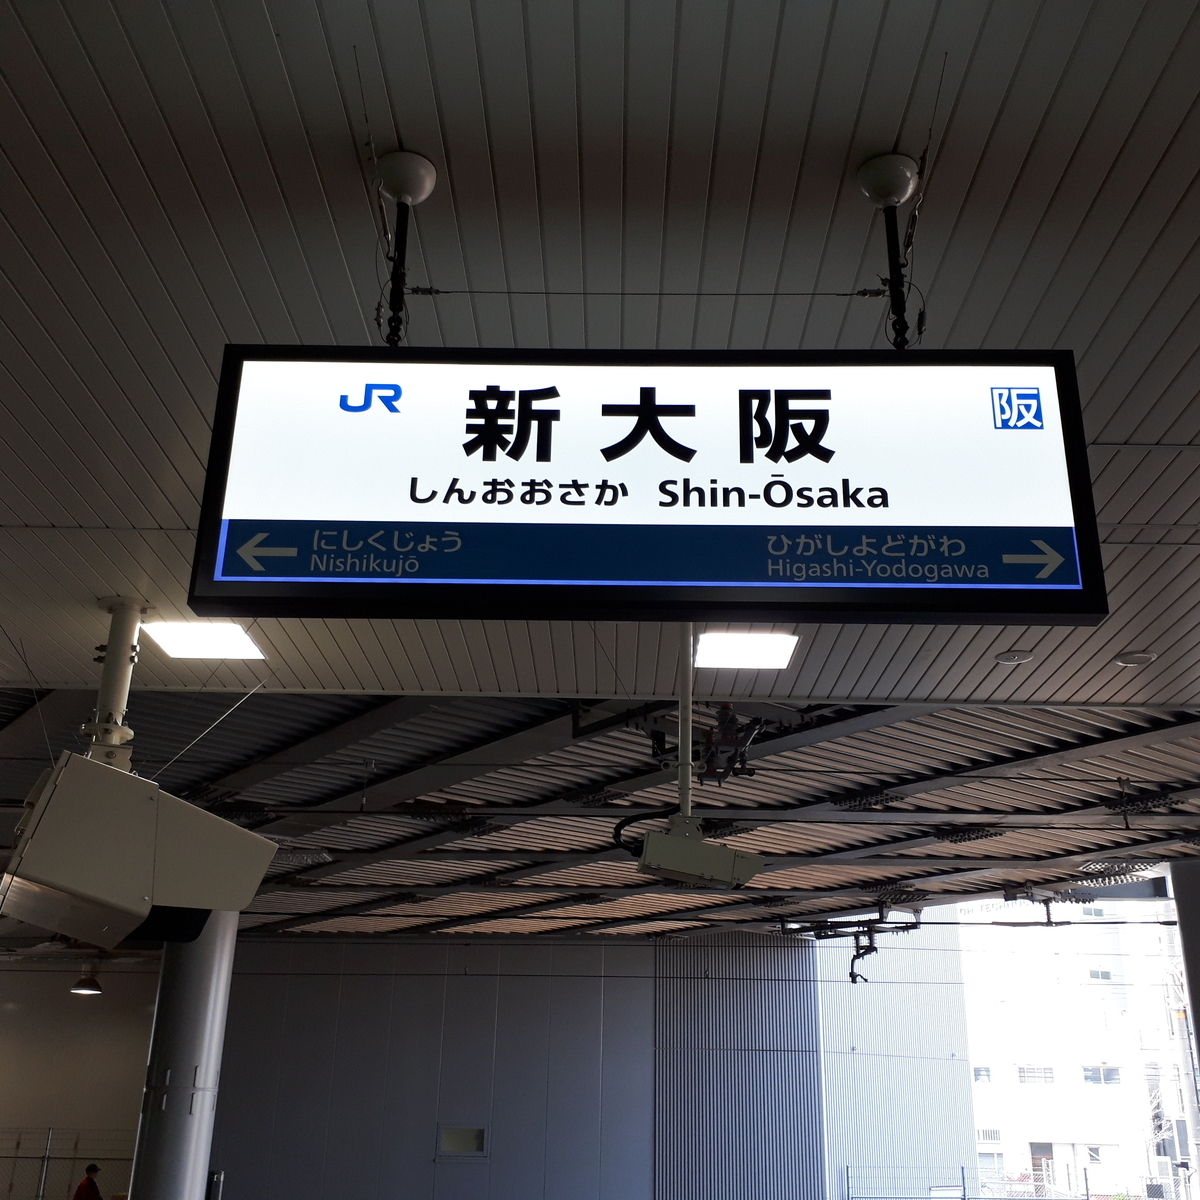 JR 新大阪 阪
しんおおさか Shin-Ōsaka
← にしくじょう
Nishikujō
ひがしよどがわ →
Higashi-Yodogawa